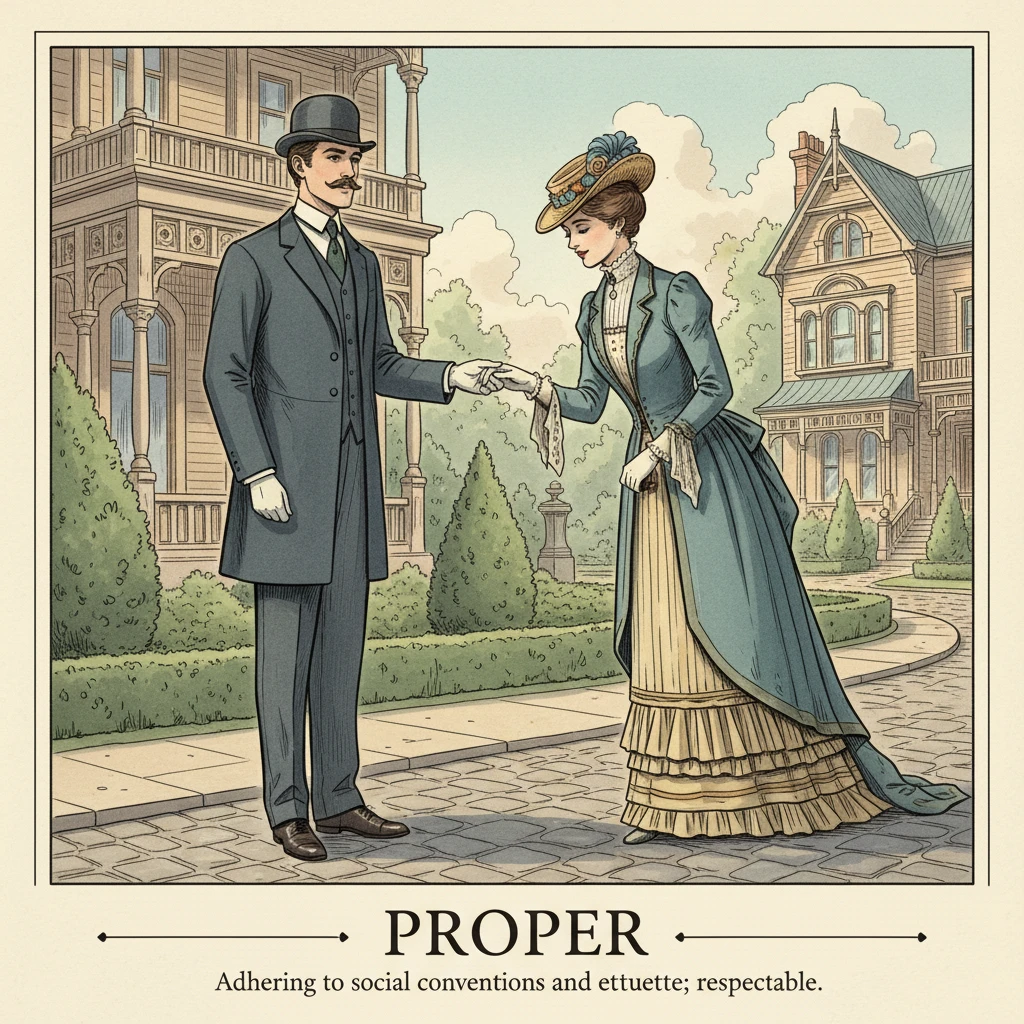 PROPER
Adhering to social conventions and ettuette; respectable.